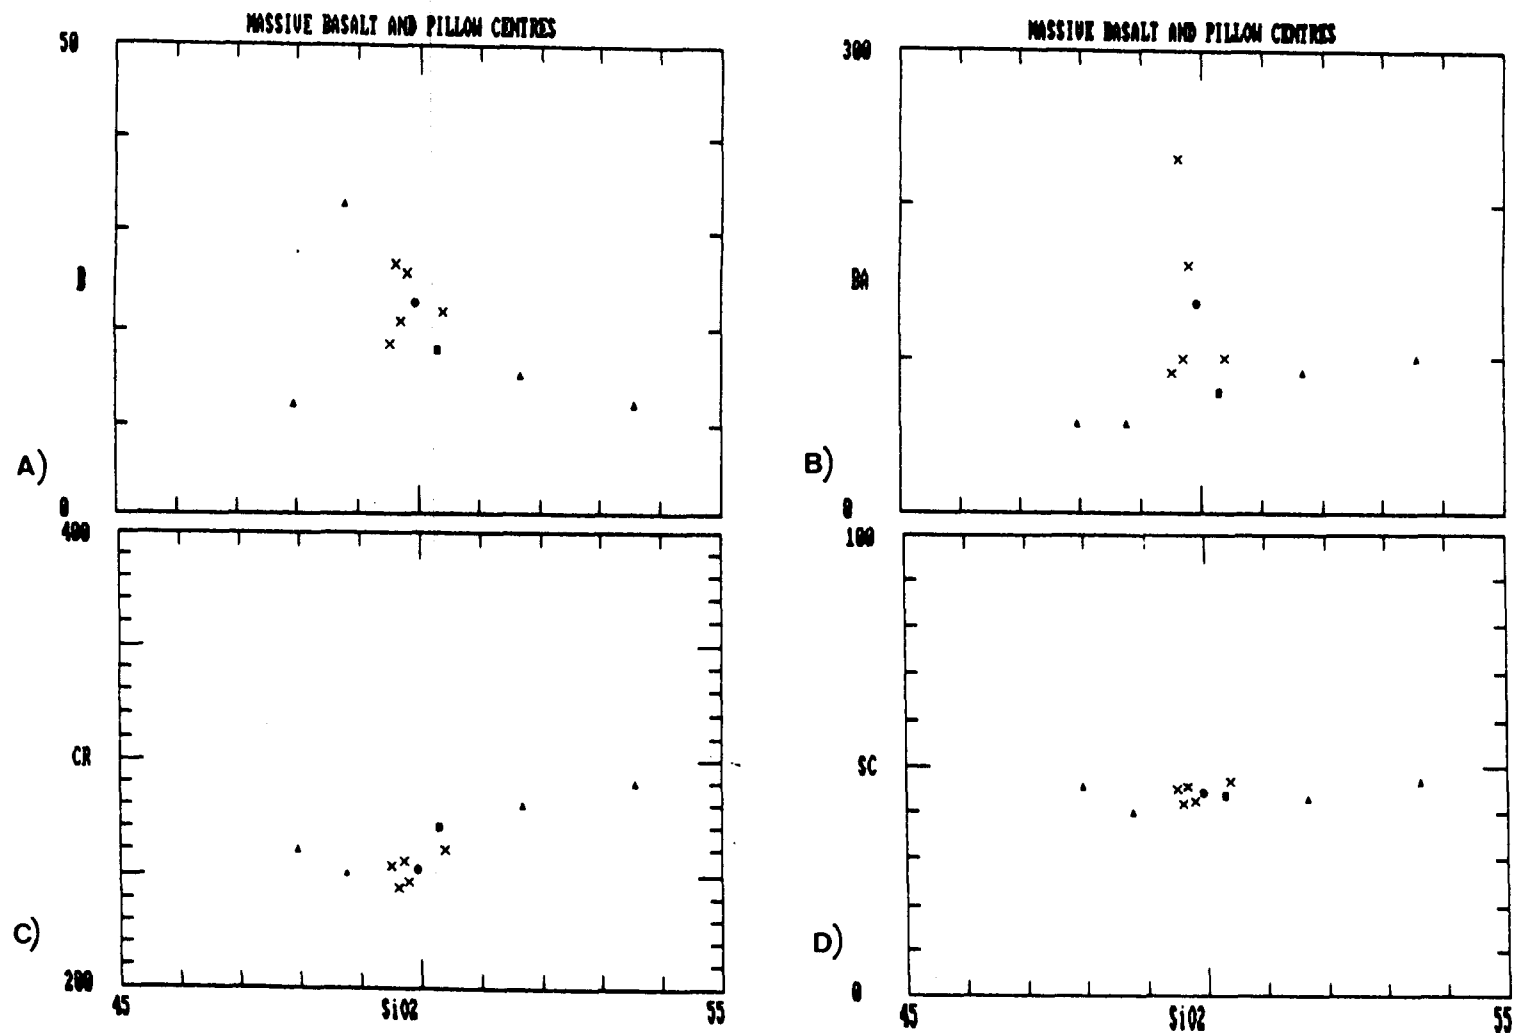 MASSIVE BASALT AND PILLOW CENTRES
50
B
A)
0
MASSIVE BASALT AND PILLOW CENTRES
300
BA
B)
0
400
CR
C)
200
45
SiO2
55
100
SC
D)
0
45
SiO2
55